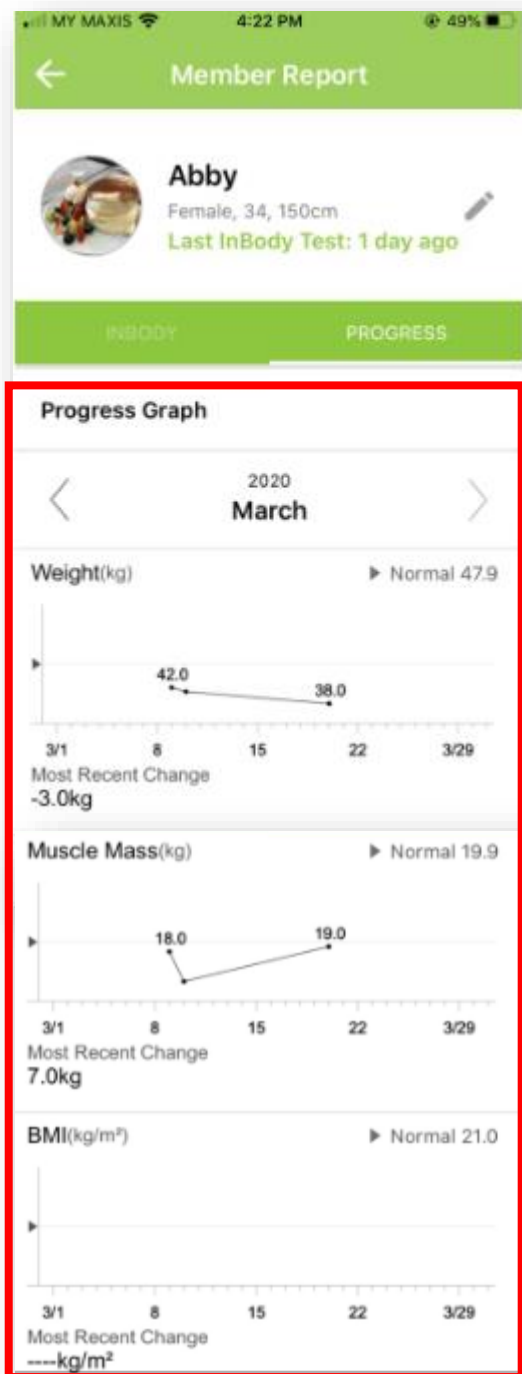 MY MAXIS 4:22 PM 49%
Member Report
Abby
Female, 34, 150cm
Last InBody Test: 1 day ago
INBODY PROGRESS
Progress Graph
2020
March
Weight(kg) Normal 47.9
42.0 38.0
3/1 8 15 22 3/29
Most Recent Change
-3.0kg
Muscle Mass(kg) Normal 19.9
18.0 19.0
3/1 8 15 22 3/29
Most Recent Change
7.0kg
BMI(kg/m²) Normal 21.0
3/1 8 15 22 3/29
Most Recent Change
----kg/m²